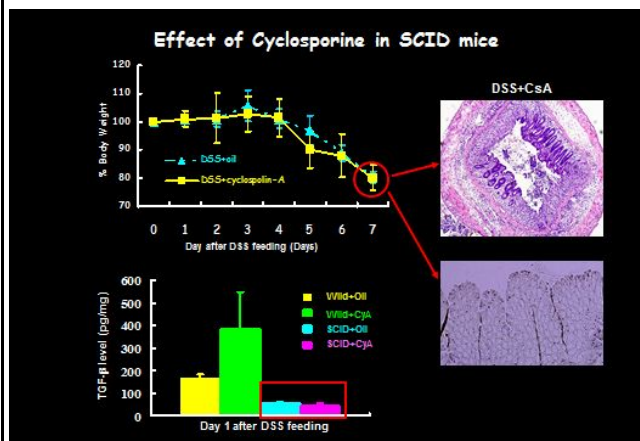 Effect of Cyclosporine in SCID mice
% Body Weight
120
110
100
90
80
70
DSS+oil
DSS+cyclospolin-A
0 1 2 3 4 5 6 7
Day after DSS feeding (Days)
DSS+CsA
TGF-β level (pg/mg)
600
500
400
300
200
100
0
Wild+Oil
Wild+CyA
SCID+Oil
SCID+CyA
Day 1 after DSS feeding